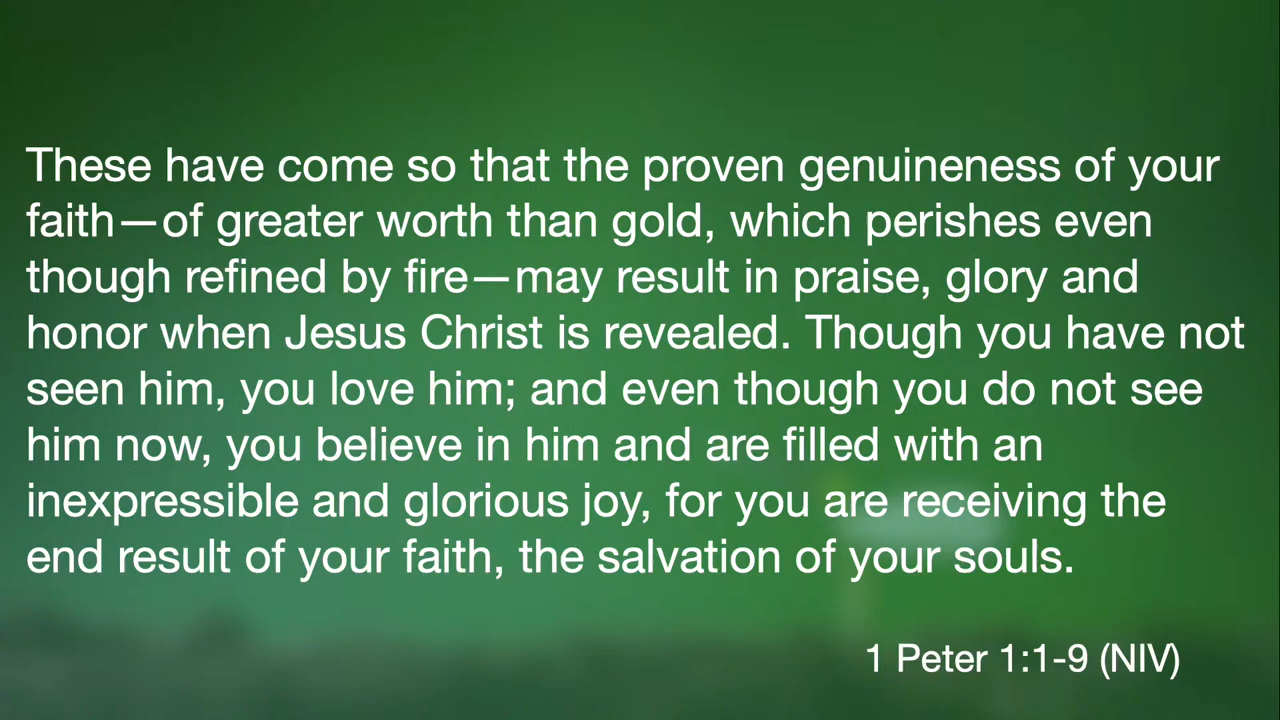 These have come so that the proven genuineness of your
faith—of greater worth than gold, which perishes even
though refined by fire—may result in praise, glory and
honor when Jesus Christ is revealed. Though you have not
seen him, you love him; and even though you do not see
him now, you believe in him and are filled with an
inexpressible and glorious joy, for you are receiving the
end result of your faith, the salvation of your souls.
1 Peter 1:1-9 (NIV)